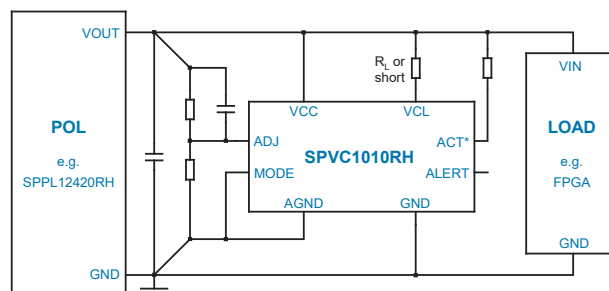 VOUT
R_L or
short
VIN
VCC
VCL
POL
e.g.
SPPL12420RH
ADJ
SPVC1010RH
ACT*
LOAD
e.g.
FPGA
MODE
ALERT
AGND
GND
GND
GND